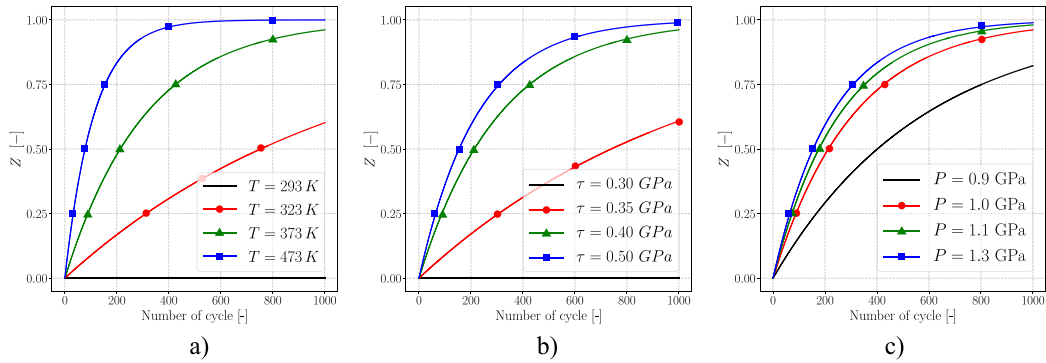 1.00
0.75
0.50
0.25
0.00
Z [-]
0 200 400 600 800 1000
Number of cycle [-]
T = 293 K
T = 323 K
T = 373 K
T = 473 K
a)
1.00
0.75
0.50
0.25
0.00
Z [-]
0 200 400 600 800 1000
Number of cycle [-]
τ = 0.30 GPa
τ = 0.35 GPa
τ = 0.40 GPa
τ = 0.50 GPa
b)
1.00
0.75
0.50
0.25
0.00
Z [-]
0 200 400 600 800 1000
Number of cycle [-]
P = 0.9 GPa
P = 1.0 GPa
P = 1.1 GPa
P = 1.3 GPa
c)